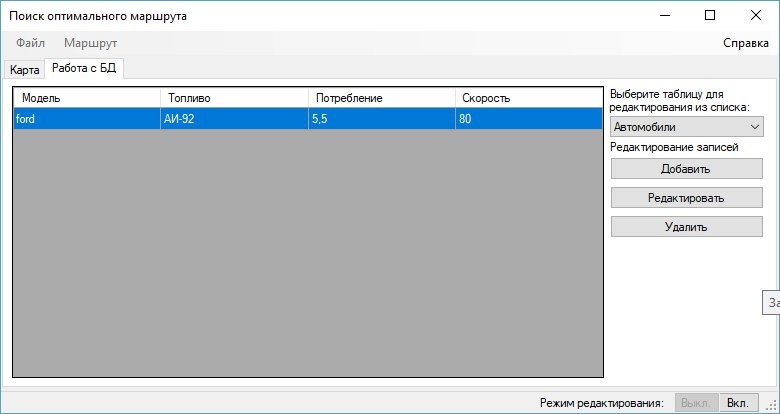 Поиск оптимального маршрута
Файл Маршрут Справка
Карта Работа с БД
Модель Топливо Потребление Скорость
ford АИ-92 5,5 80
Выберите таблицу для
редактирования из списка:
Автомобили
Редактирование записей
Добавить
Редактировать
Удалить
За
Режим редактирования: Выкл. Вкл.